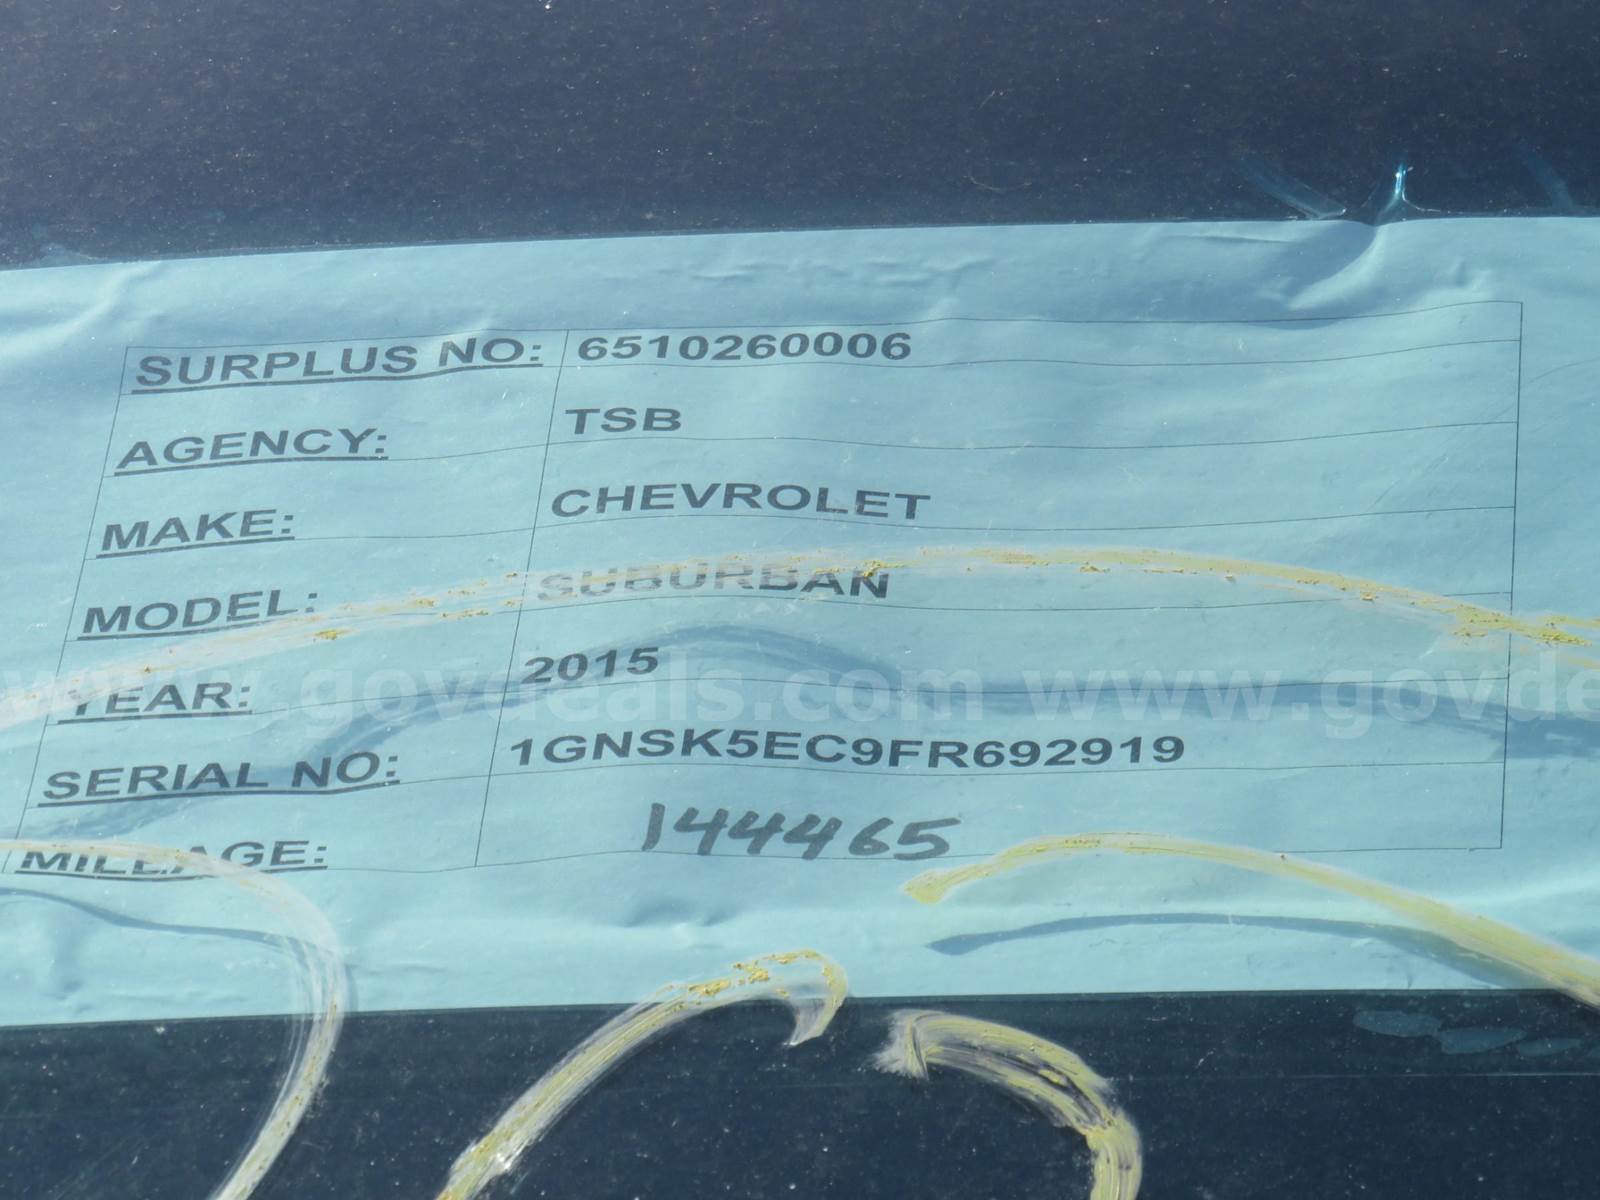 SURPLUS NO: 6510260006
AGENCY: TSB
MAKE: CHEVROLET
MODEL: SUBURBAN
YEAR: 2015
www.govdeals.com www.govde
SERIAL NO: 1GNSK5EC9FR692919
MILEAGE: 144465